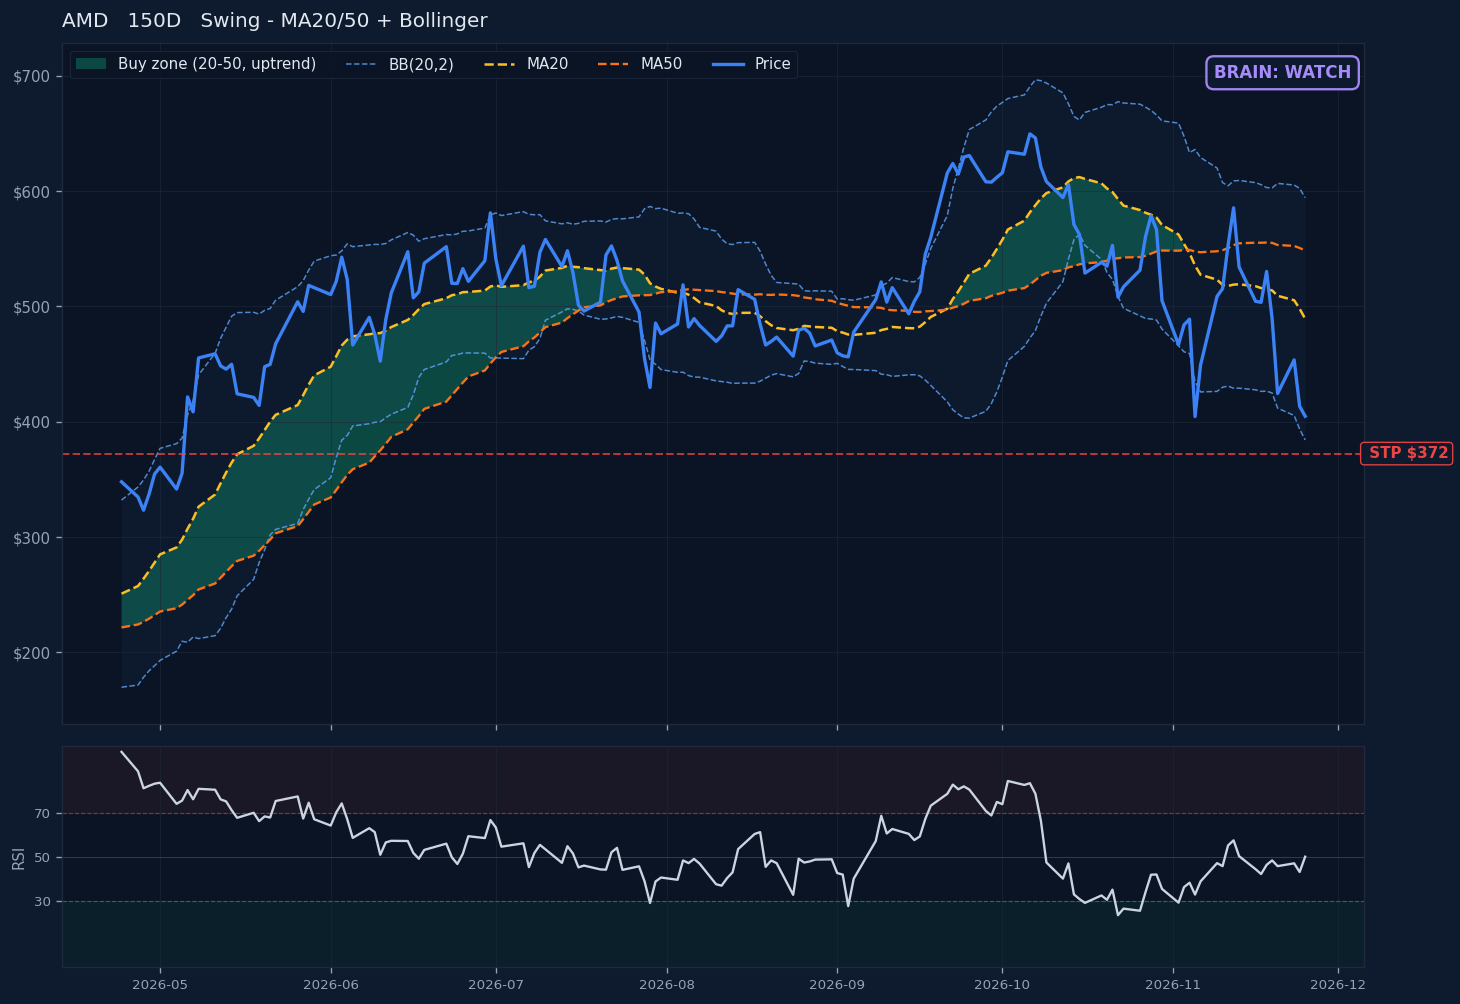 AMD   150D   Swing - MA20/50 + Bollinger
Buy zone (20-50, uptrend)   BB(20,2)   MA20   MA50   Price
BRAIN: WATCH
$700
$600
$500
$400
STP $372
$300
$200
RSI
70
50
30
2026-05   2026-06   2026-07   2026-08   2026-09   2026-10   2026-11   2026-12